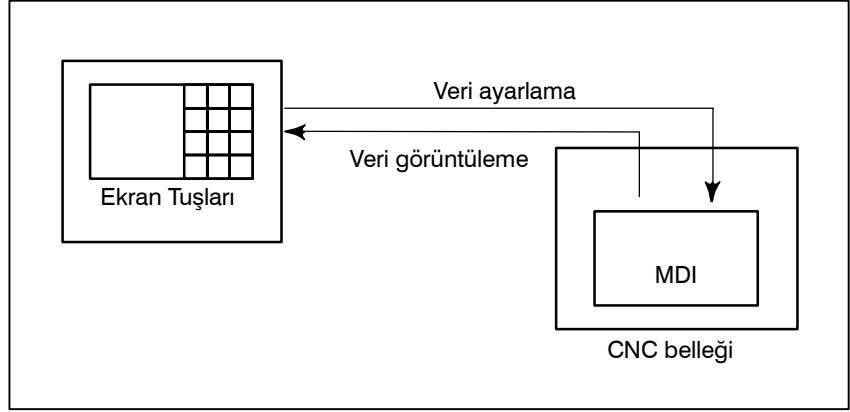 Veri ayarlama
Veri görüntüleme
Ekran Tuşları
MDI
CNC belleği